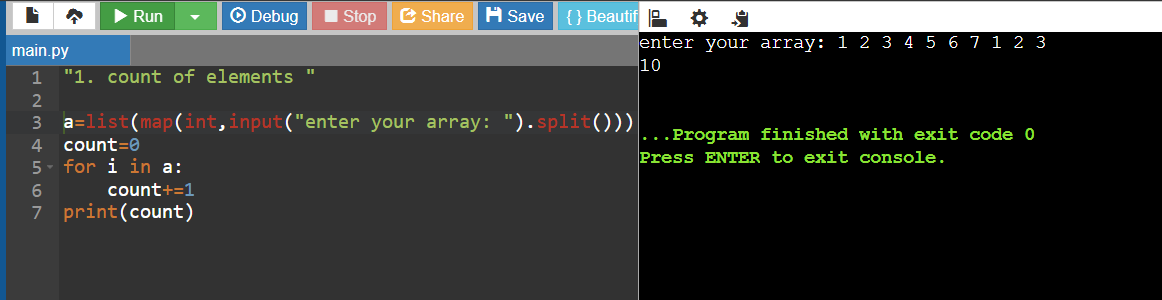 Run Debug Stop Share Save { } Beautif
main.py
1 "1. count of elements "
2
3 a=list(map(int,input("enter your array: ").split()))
4 count=0
5 for i in a:
6     count+=1
7 print(count)
enter your array: 1 2 3 4 5 6 7 1 2 3
10
...Program finished with exit code 0
Press ENTER to exit console.